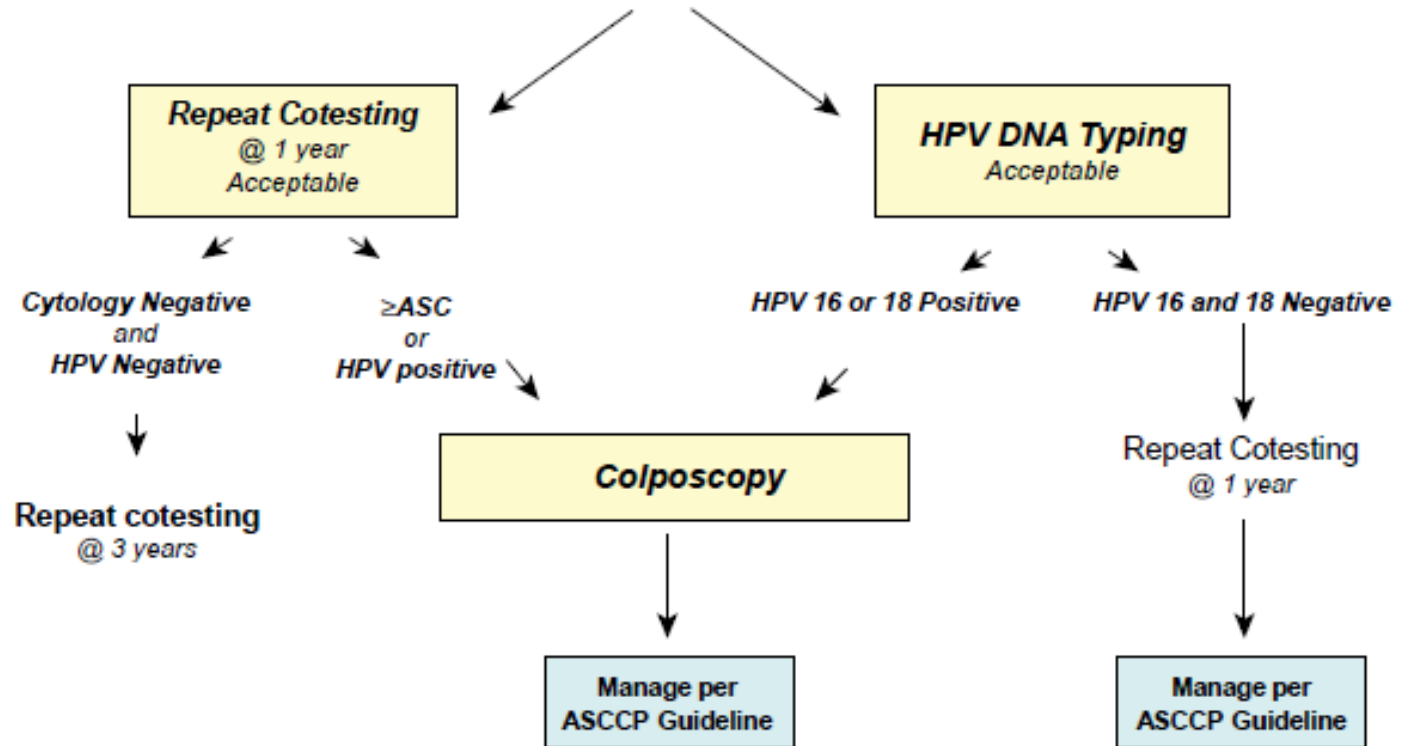 Repeat Cotesting
@ 1 year
Acceptable
HPV DNA Typing
Acceptable
Cytology Negative
and
HPV Negative
≥ASC
or
HPV positive
HPV 16 or 18 Positive
HPV 16 and 18 Negative
Repeat cotesting
@ 3 years
Colposcopy
Repeat Cotesting
@ 1 year
Manage per
ASCCP Guideline
Manage per
ASCCP Guideline